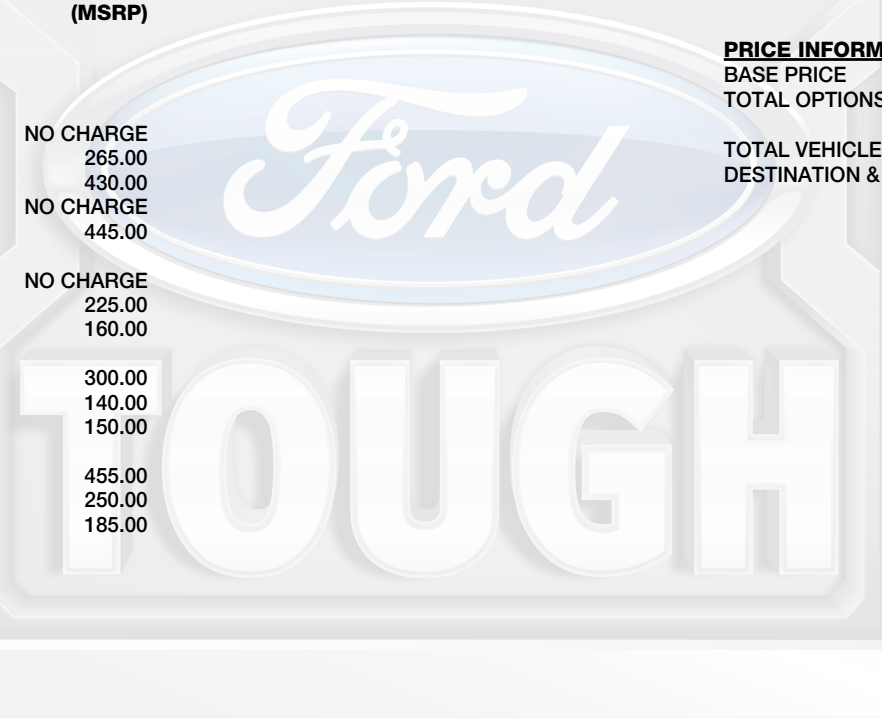 (MSRP)
NO CHARGE
265.00
430.00
NO CHARGE
445.00
NO CHARGE
225.00
160.00
300.00
140.00
150.00
455.00
250.00
185.00
PRICE INFORM
BASE PRICE
TOTAL OPTIONS
TOTAL VEHICLE
DESTINATION &
Ford
TOUGH